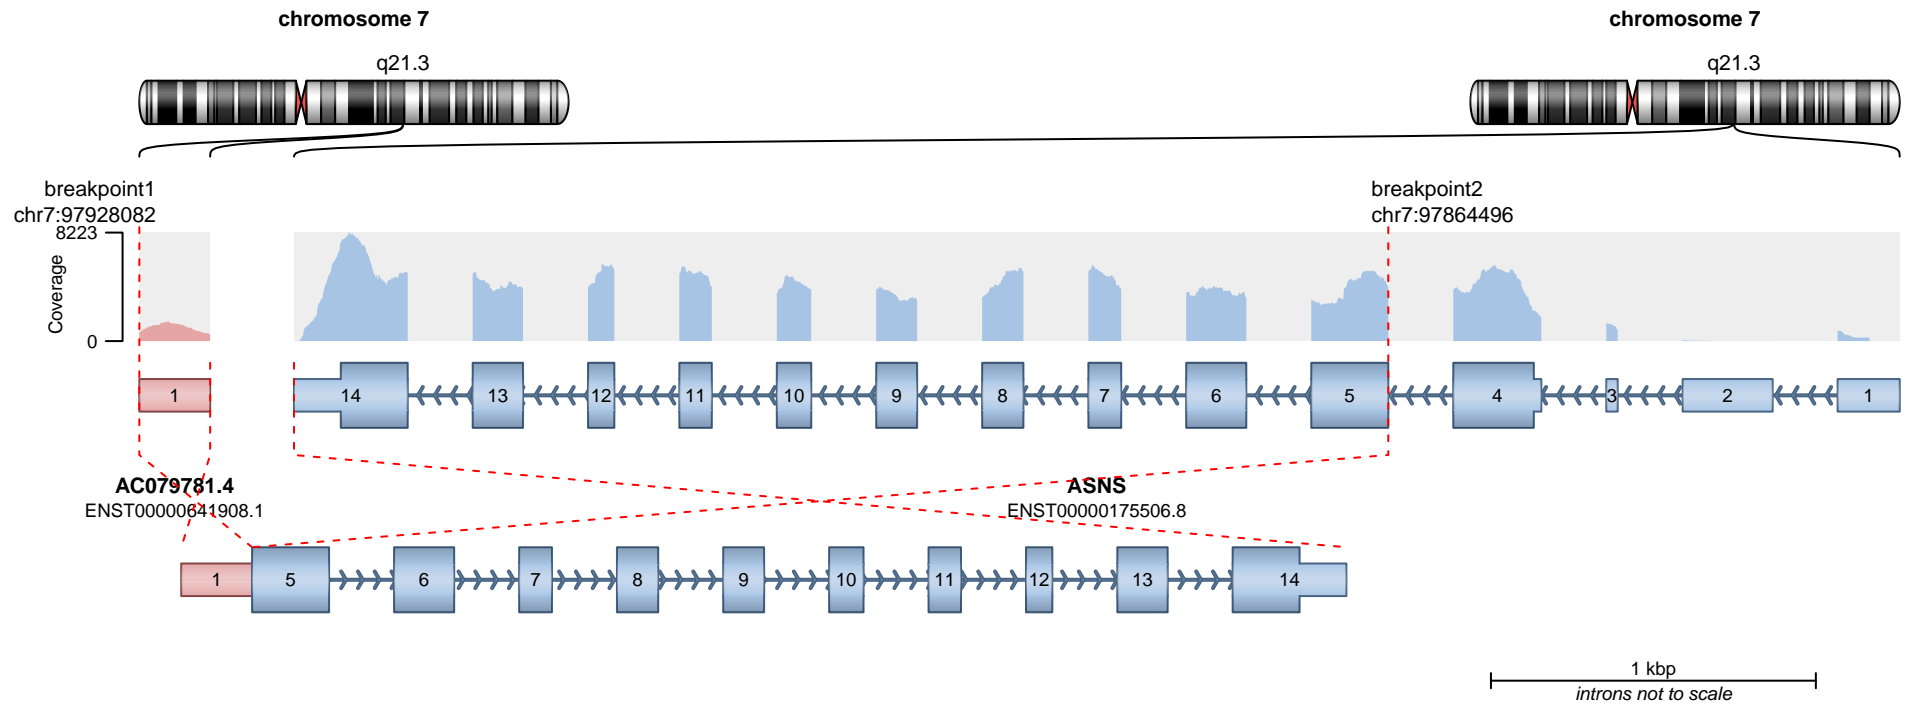 chromosome 7
chromosome 7
q21.3
q21.3
breakpoint1
chr7:97928082
breakpoint2
chr7:97864496
8223
Coverage
0
1
14
13
12
11
10
9
8
7
6
5
4
3
2
1
AC079781.4
ENST00000641908.1
ASNS
ENST00000175506.8
1
5
6
7
8
9
10
11
12
13
14
1 kbp
introns not to scale